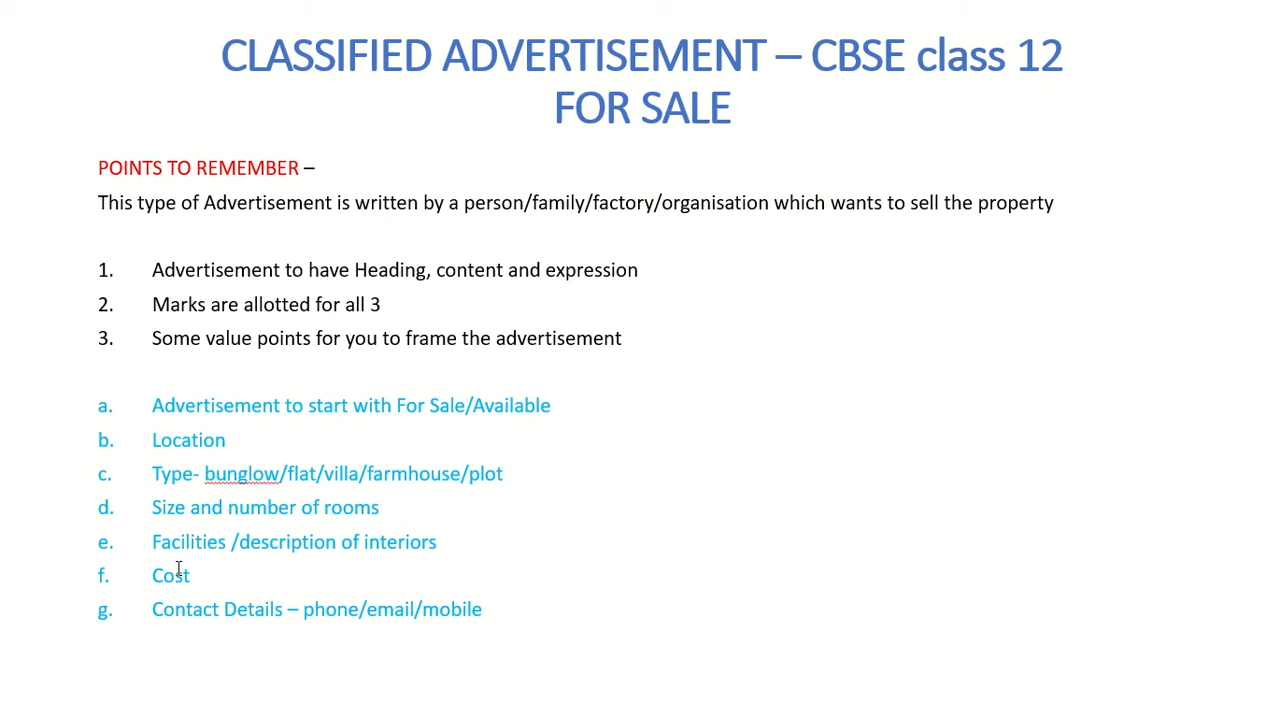 CLASSIFIED ADVERTISEMENT – CBSE class 12
FOR SALE
POINTS TO REMEMBER –
This type of Advertisement is written by a person/family/factory/organisation which wants to sell the property
1. Advertisement to have Heading, content and expression
2. Marks are allotted for all 3
3. Some value points for you to frame the advertisement
a. Advertisement to start with For Sale/Available
b. Location
c. Type- bunglow/flat/villa/farmhouse/plot
d. Size and number of rooms
e. Facilities /description of interiors
f. Cost
g. Contact Details – phone/email/mobile